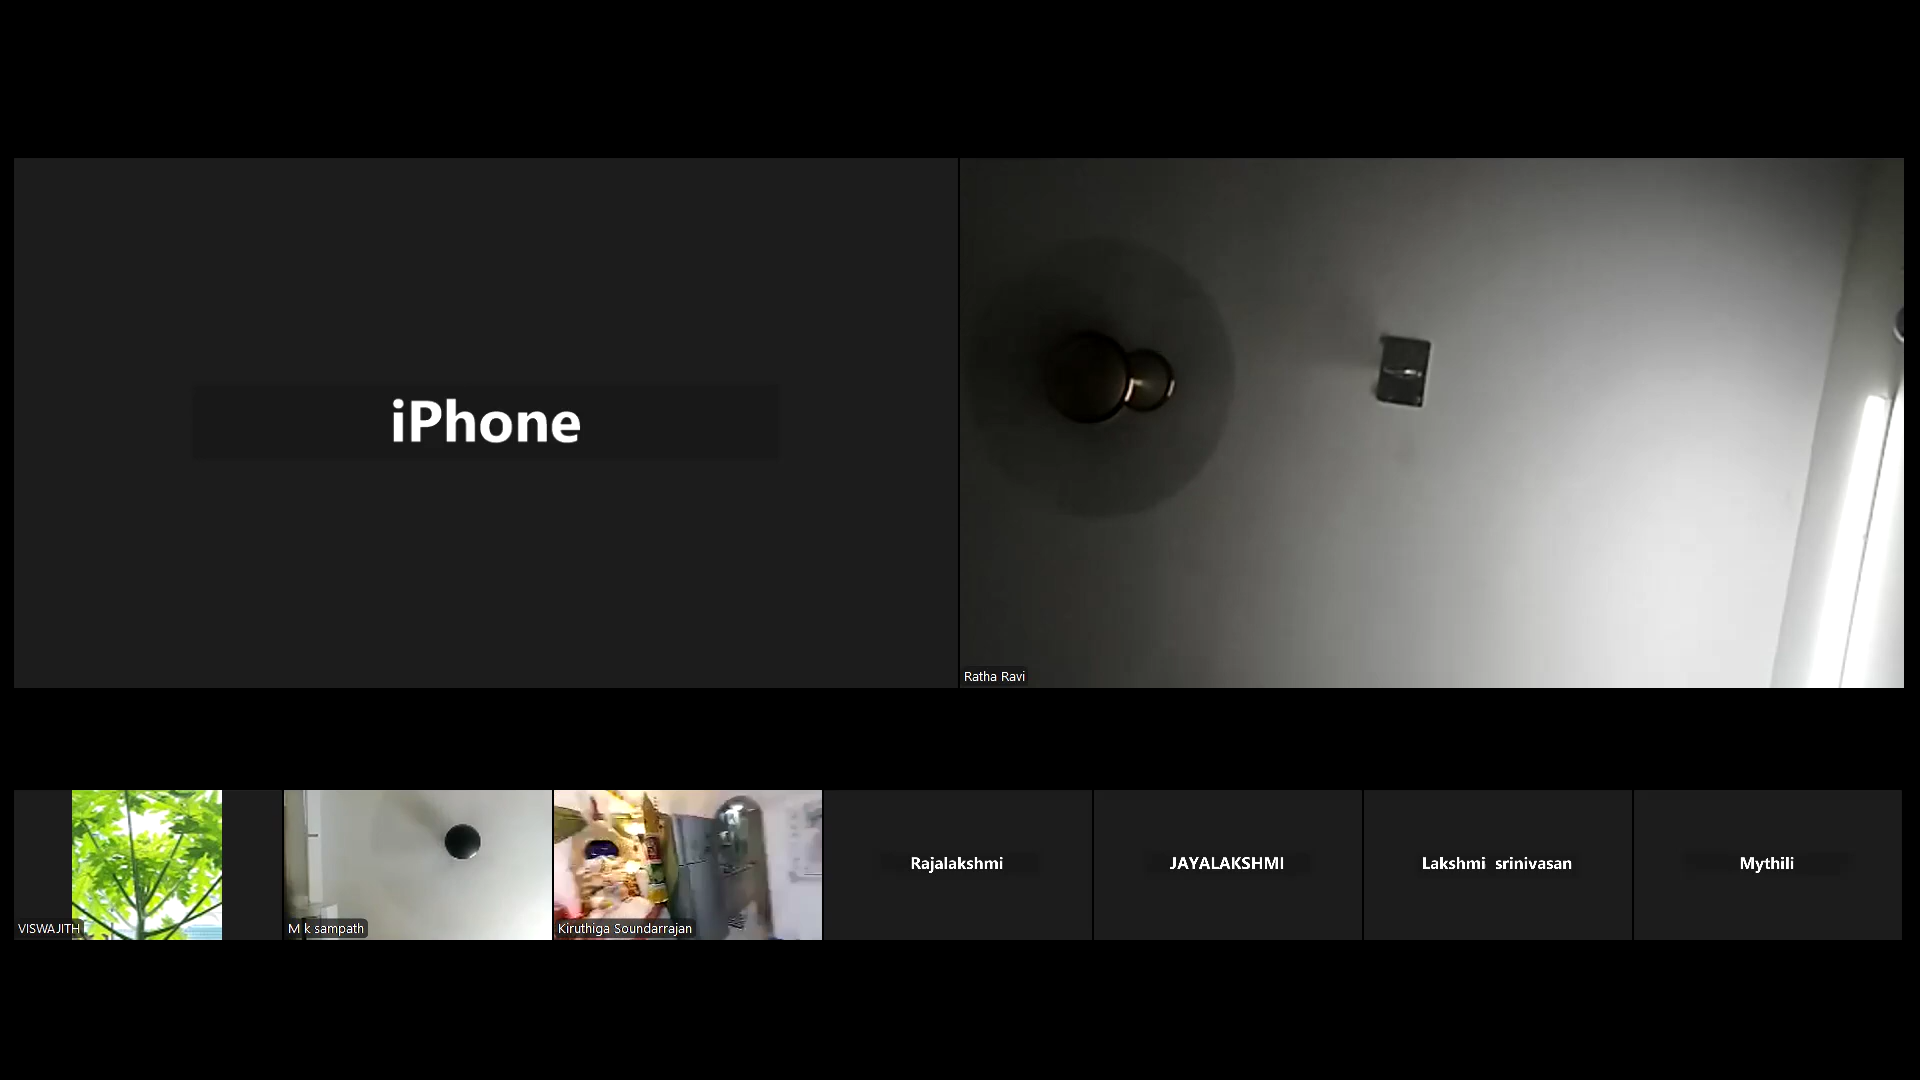 iPhone
Ratha Ravi
VISWAJITH
M k sampath
Kiruthiga Soundarrajan
Rajalakshmi
JAYALAKSHMI
Lakshmi srinivasan
Mythili